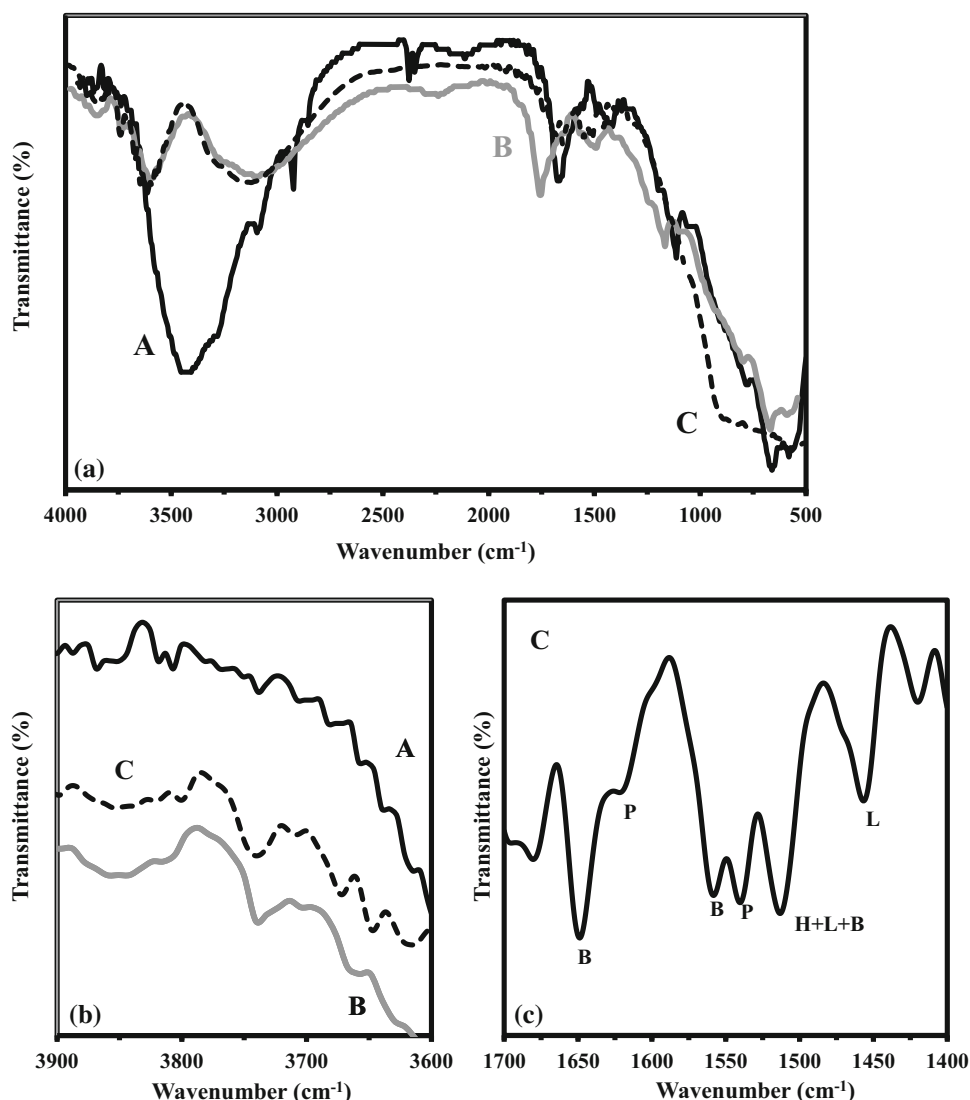 Transmittance (%)
A
B
C
(a)
4000 3500 3000 2500 2000 1500 1000 500
Wavenumber (cm-1)
Transmittance (%)
A
C
B
(b)
3900 3800 3700 3600
Wavenumber (cm-1)
Transmittance (%)
C
P
L
B P
H+L+B
B
(c)
1700 1650 1600 1550 1500 1450 1400
Wavenumber (cm-1)